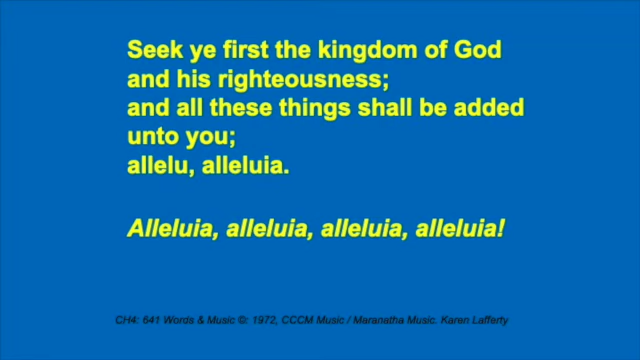 Seek ye first the kingdom of God
and his righteousness;
and all these things shall be added
unto you;
allelu, alleluia.
Alleluia, alleluia, alleluia, alleluia!
CH4: 641 Words & Music ©: 1972, CCCM Music / Maranatha Music. Karen Lafferty